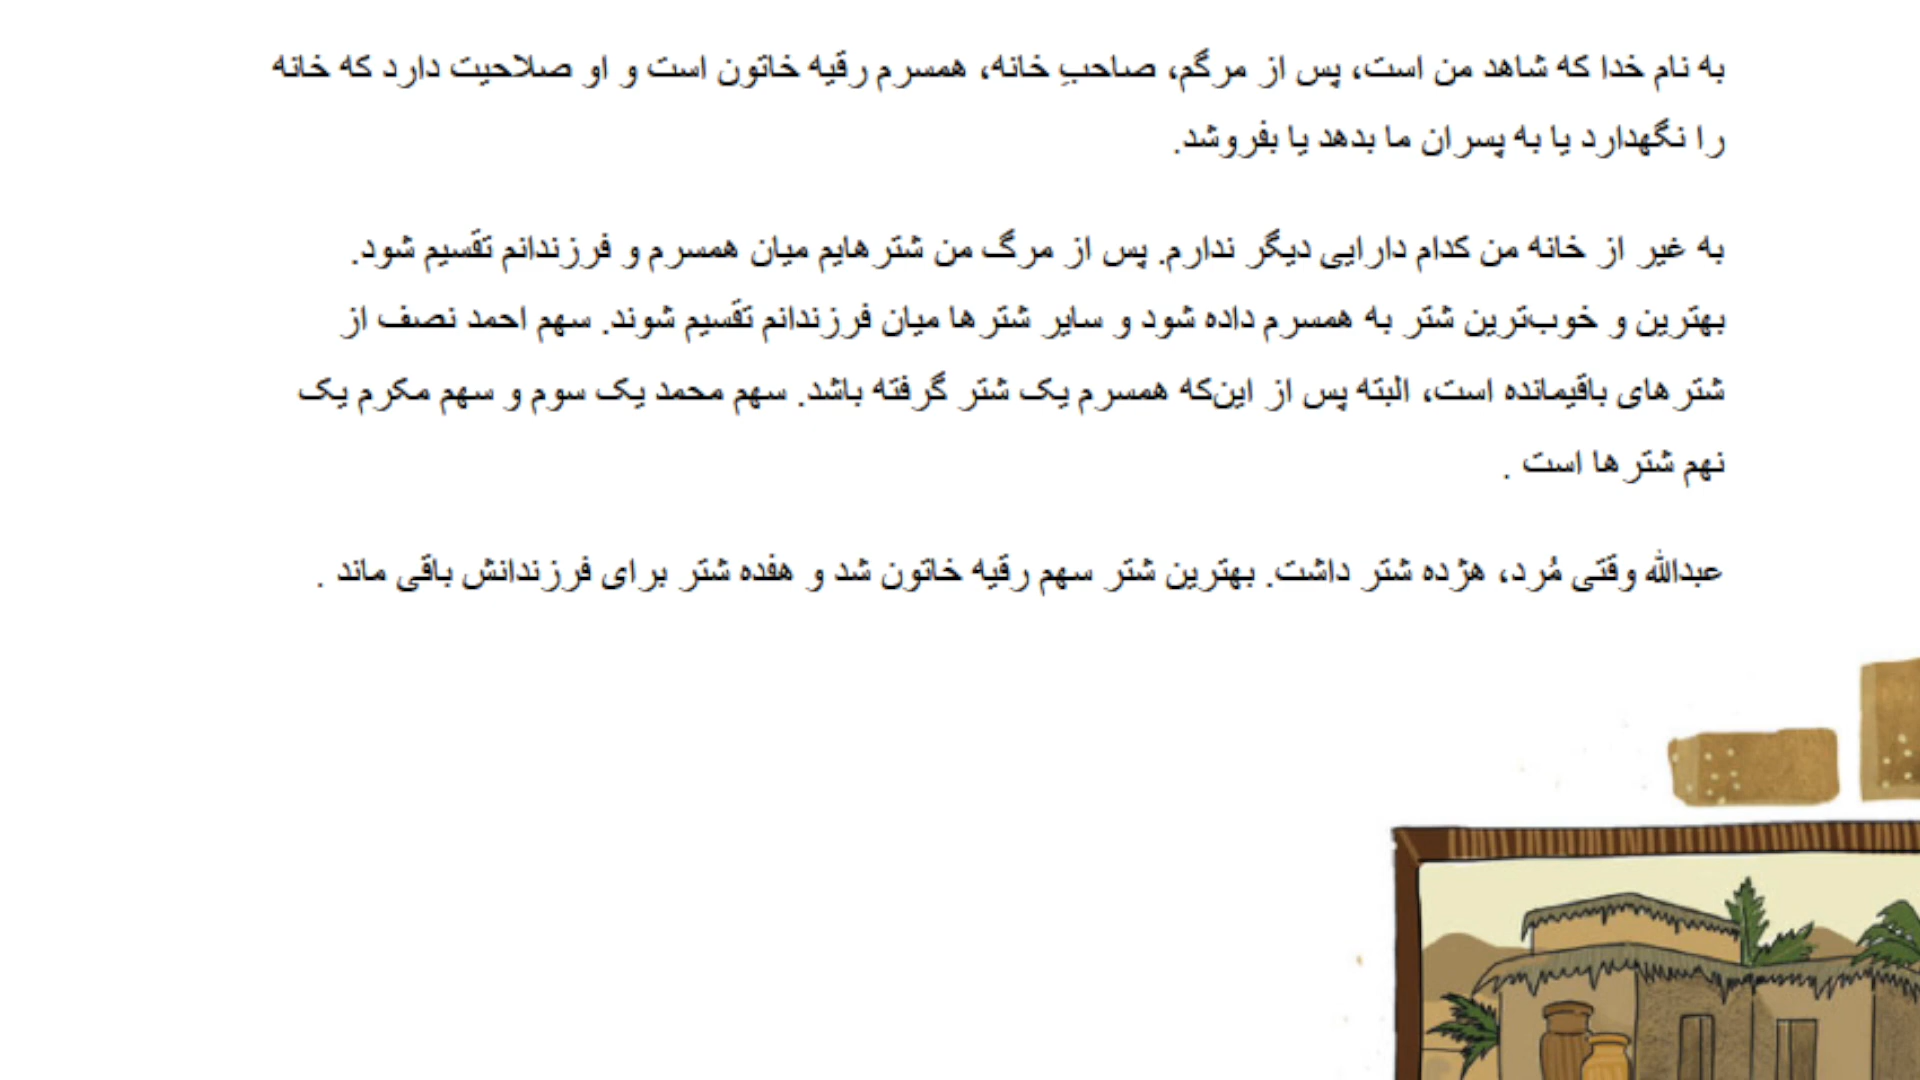 به نام خدا که شاهد من است، پس از مرگم، صاحبِ خانه، همسرم رقیه خاتون است و او صلاحیت دارد که خانه
را نگهدارد یا به پسران ما بدهد یا بفروشد.
به غیر از خانه من کدام دارایی دیگر ندارم. پس از مرگ من شترهایم میان همسرم و فرزندانم تقسیم شود.
بهترین و خوب‌ترین شتر به همسرم داده شود و سایر شترها میان فرزندانم تقسیم شوند. سهم احمد نصف از
شترهای باقیمانده است، البته پس از این‌که همسرم یک شتر گرفته باشد. سهم محمد یک سوم و سهم مکرم یک
نهم شترها است .
عبدالله وقتی مُرد، هژده شتر داشت. بهترین شتر سهم رقیه خاتون شد و هفده شتر برای فرزندانش باقی ماند .